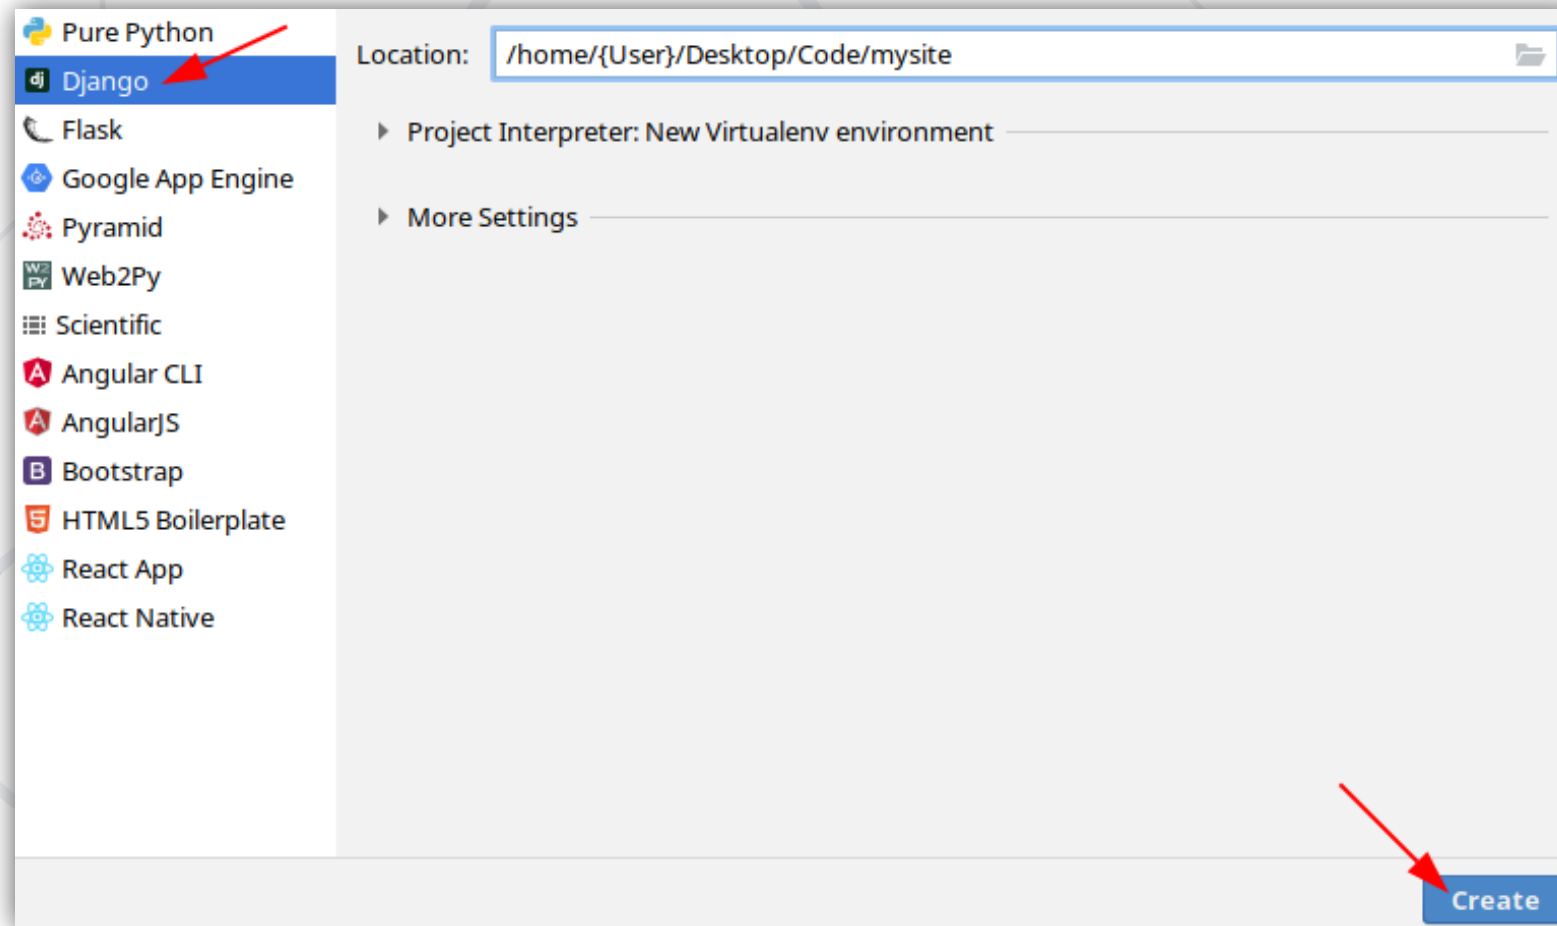 Pure Python
Django
Flask
Google App Engine
Pyramid
Web2Py
Scientific
Angular CLI
AngularJS
Bootstrap
HTML5 Boilerplate
React App
React Native
Location: /home/{User}/Desktop/Code/mysite
Project Interpreter: New Virtualenv environment
More Settings
Create